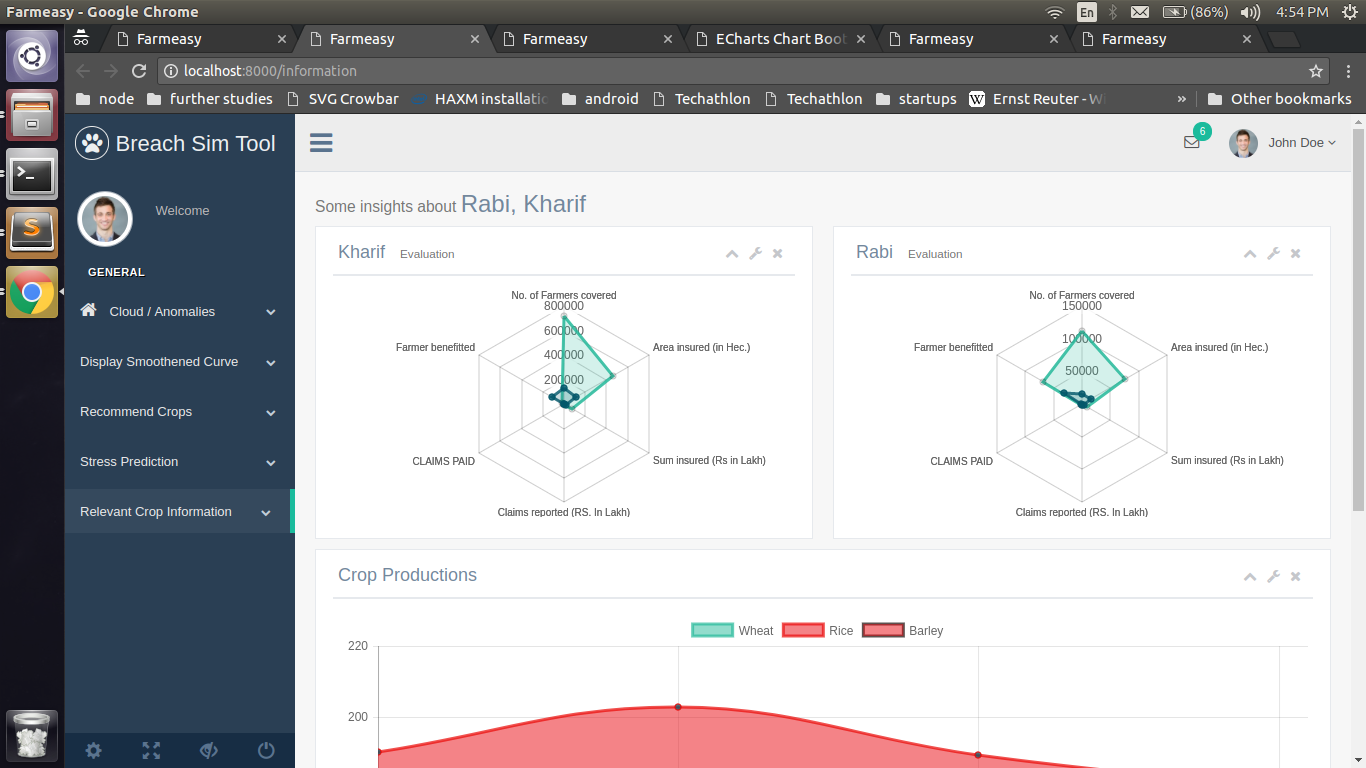 Farmeasy - Google Chrome
En
(86%)
4:54 PM
Farmeasy
Farmeasy
Farmeasy
ECharts Chart Boot
Farmeasy
Farmeasy
localhost:8000/information
node
further studies
SVG Crowbar
HAXM installatio
android
Techathlon
Techathlon
startups
W
Ernst Reuter - Wi
»
Other bookmarks
Breach Sim Tool
6
John Doe
Welcome
GENERAL
Cloud / Anomalies
Display Smoothened Curve
Recommend Crops
Stress Prediction
Relevant Crop Information
Some insights about Rabi, Kharif
Kharif Evaluation
No. of Farmers covered
800000
600000
400000
200000
Farmer benefitted
Area insured (in Hec.)
CLAIMS PAID
Sum insured (Rs in Lakh)
Claims reported (RS. In Lakh)
Rabi Evaluation
No. of Farmers covered
150000
100000
50000
Farmer benefitted
Area insured (in Hec.)
CLAIMS PAID
Sum insured (Rs in Lakh)
Claims reported (RS. In Lakh)
Crop Productions
Wheat
Rice
Barley
220
200